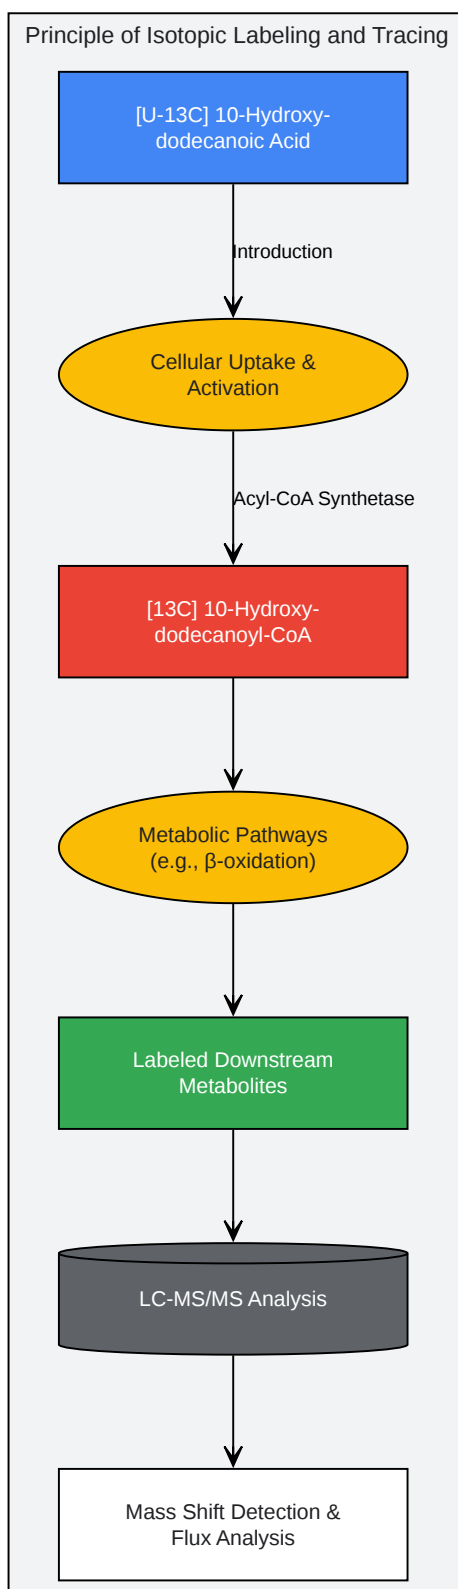 Principle of Isotopic Labeling and Tracing
[U-13C] 10-Hydroxy-
dodecanoic Acid
Introduction
Cellular Uptake &
Activation
Acyl-CoA Synthetase
[13C] 10-Hydroxy-
dodecanoyl-CoA
Metabolic Pathways
(e.g., β-oxidation)
Labeled Downstream
Metabolites
LC-MS/MS Analysis
Mass Shift Detection &
Flux Analysis